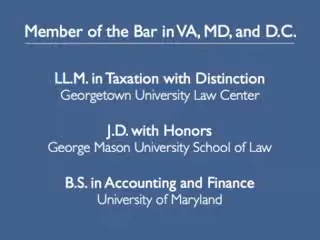 Member of the Bar in VA, MD, and D.C.
LL.M. in Taxation with Distinction
Georgetown University Law Center
J.D. with Honors
George Mason University School of Law
B.S. in Accounting and Finance
University of Maryland